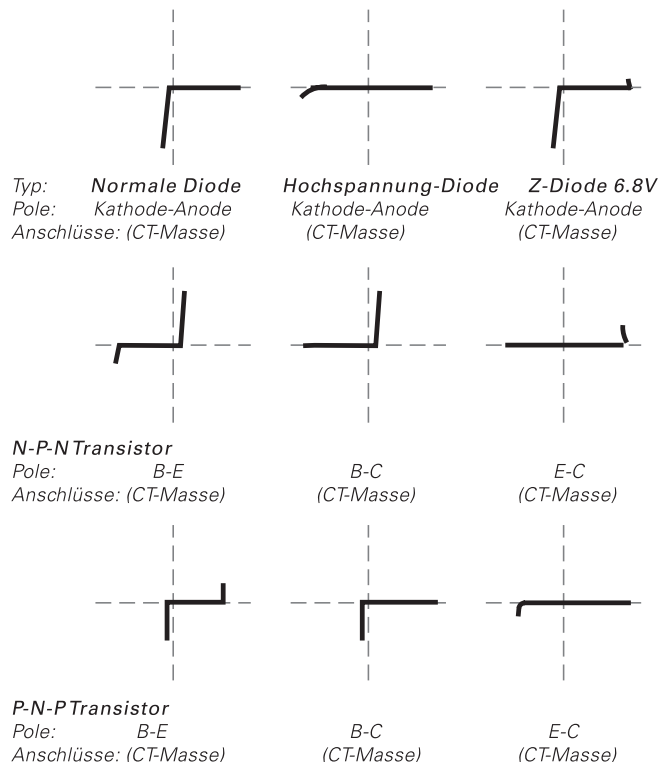 Typ: Normale Diode Hochspannung-Diode Z-Diode 6.8V
Pole: Kathode-Anode Kathode-Anode Kathode-Anode
Anschlüsse: (CT-Masse) (CT-Masse) (CT-Masse)
N-P-N Transistor
Pole: B-E B-C E-C
Anschlüsse: (CT-Masse) (CT-Masse) (CT-Masse)
P-N-P Transistor
Pole: B-E B-C E-C
Anschlüsse: (CT-Masse) (CT-Masse) (CT-Masse)